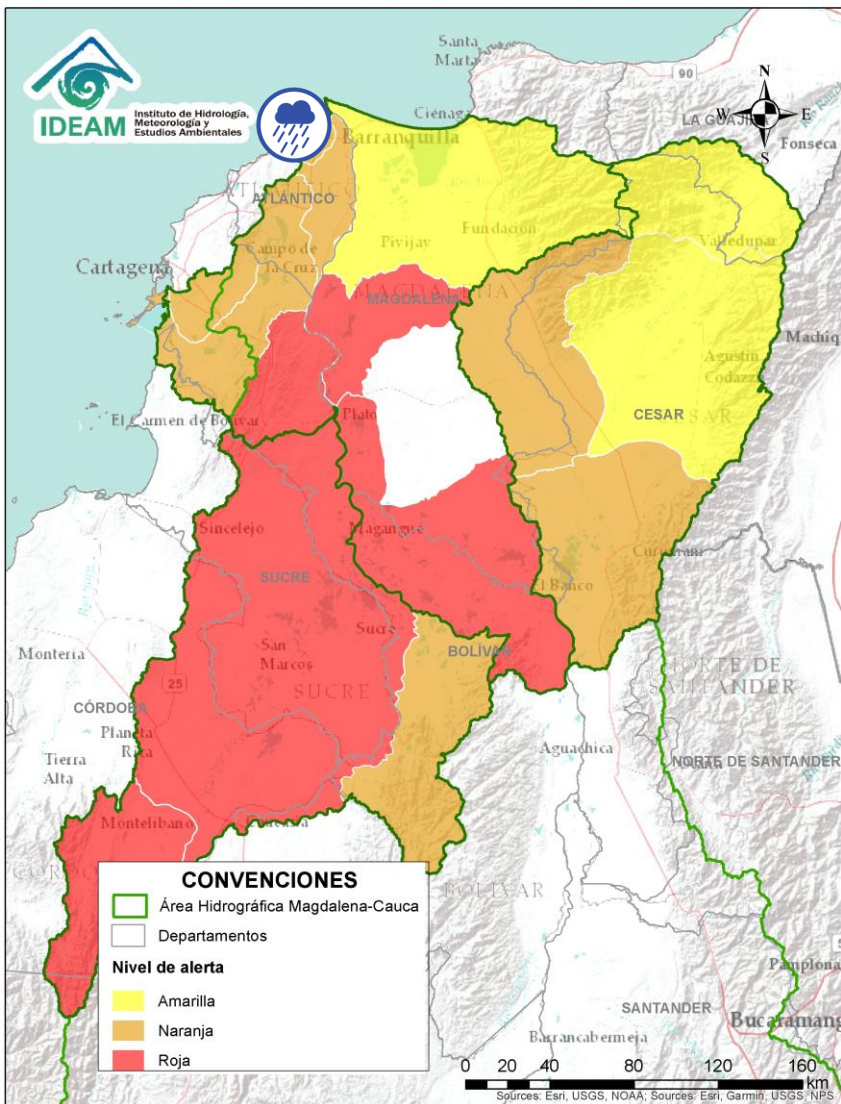 Santa
Marta
90
N
W E
S
IDEAM
Instituto de Hidrología,
Meteorología y
Estudios Ambientales
Ciénaga
LA GUAJIR
Fonseca
Barranquilla
ATLÁNTICO
Valledupar
Pivijay
Fundación
Campo de
la Cruz
Cartagena
MAGDALENA
Agustín
Codazzi
Machiq
CESAR
El Carmen de Bolívar
Plato
Sincelejo
Magangué
Curumaní
SUCRE
El Banco
Sucre
San
Marcos
BOLÍVAR
SUCRE
NORTE DE
SANTANDER
Montería
25
CÓRDOBA
Planeta
Rica
Tierra
Alta
Aguachica
NORTE DE SANTANDER
Montelíbano
Caucasia
BOLÍVAR
CONVENCIONES
Área Hidrográfica Magdalena-Cauca
Departamentos
Nivel de alerta
Amarilla
Naranja
Roja
Pamplona
SANTANDER
Bucaramang
Barrancabermeja
0 20 40 80 120 160
km
Sources: Esri, USGS, NOAA; Sources: Esri, Garmin, USGS, NPS